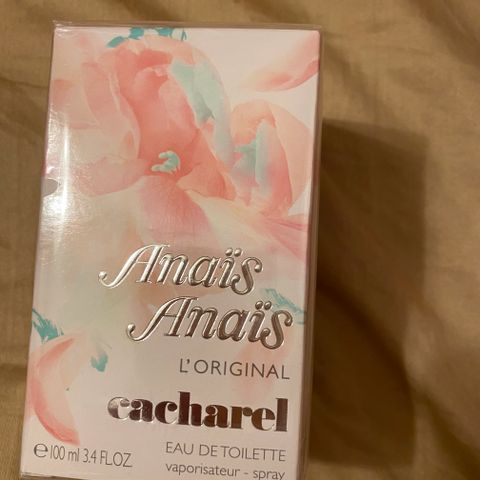 Anaïs
Anaïs
L'ORIGINAL
cacharel
EAU DE TOILETTE
℮100 ml 3.4 FL.OZ.
vaporisateur - spray